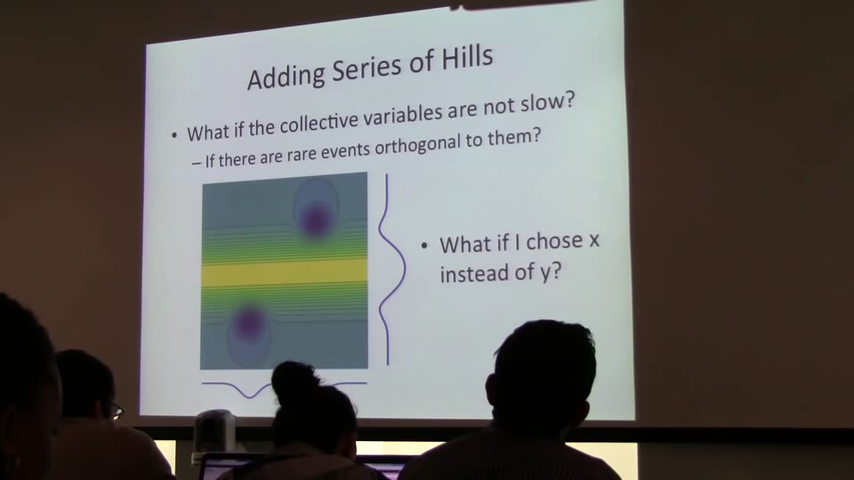 Adding Series of Hills
• What if the collective variables are not slow?
– If there are rare events orthogonal to them?
• What if I chose x
instead of y?